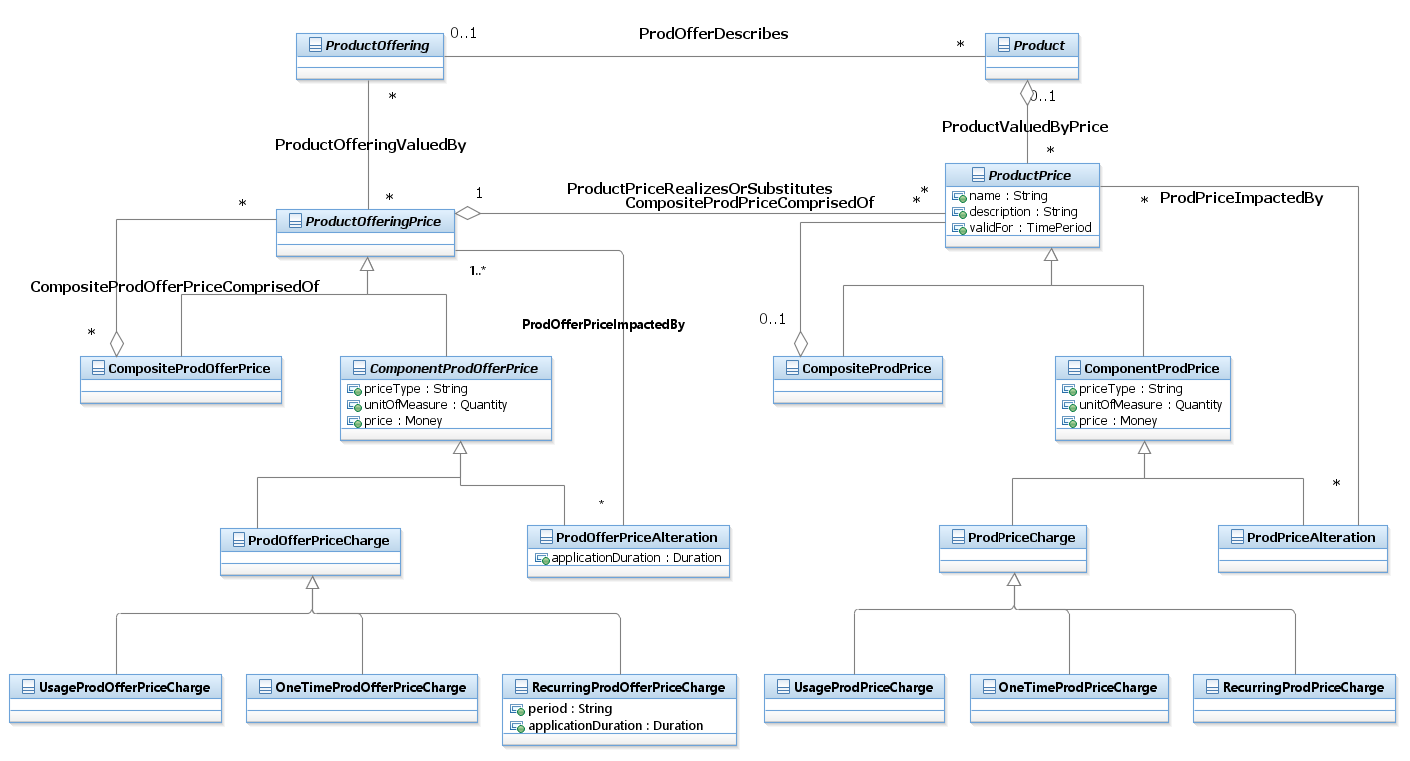 ProductOffering
0..1
ProdOfferDescribes
*
Product
*
0..1
ProductOfferingValuedBy
ProductValuedByPrice
*
*
*
ProductOfferingPrice
1
ProductPriceRealizesOrSubstitutes
*
CompositeProdPriceComprisedOf
*
ProductPrice
name : String
description : String
validFor : TimePeriod
*
ProdPriceImpactedBy
1..*
CompositeProdOfferPriceComprisedOf
*
ProdOfferPriceImpactedBy
0..1
CompositeProdOfferPrice
ComponentProdOfferPrice
priceType : String
unitOfMeasure : Quantity
price : Money
CompositeProdPrice
ComponentProdPrice
priceType : String
unitOfMeasure : Quantity
price : Money
*
*
ProdOfferPriceCharge
ProdOfferPriceAlteration
applicationDuration : Duration
ProdPriceCharge
ProdPriceAlteration
UsageProdOfferPriceCharge
OneTimeProdOfferPriceCharge
RecurringProdOfferPriceCharge
period : String
applicationDuration : Duration
UsageProdPriceCharge
OneTimeProdPriceCharge
RecurringProdPriceCharge